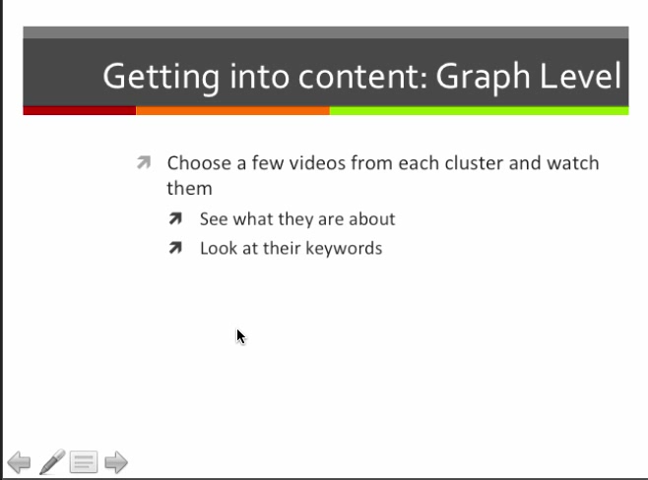 Getting into content: Graph Level
Choose a few videos from each cluster and watch
them
See what they are about
Look at their keywords